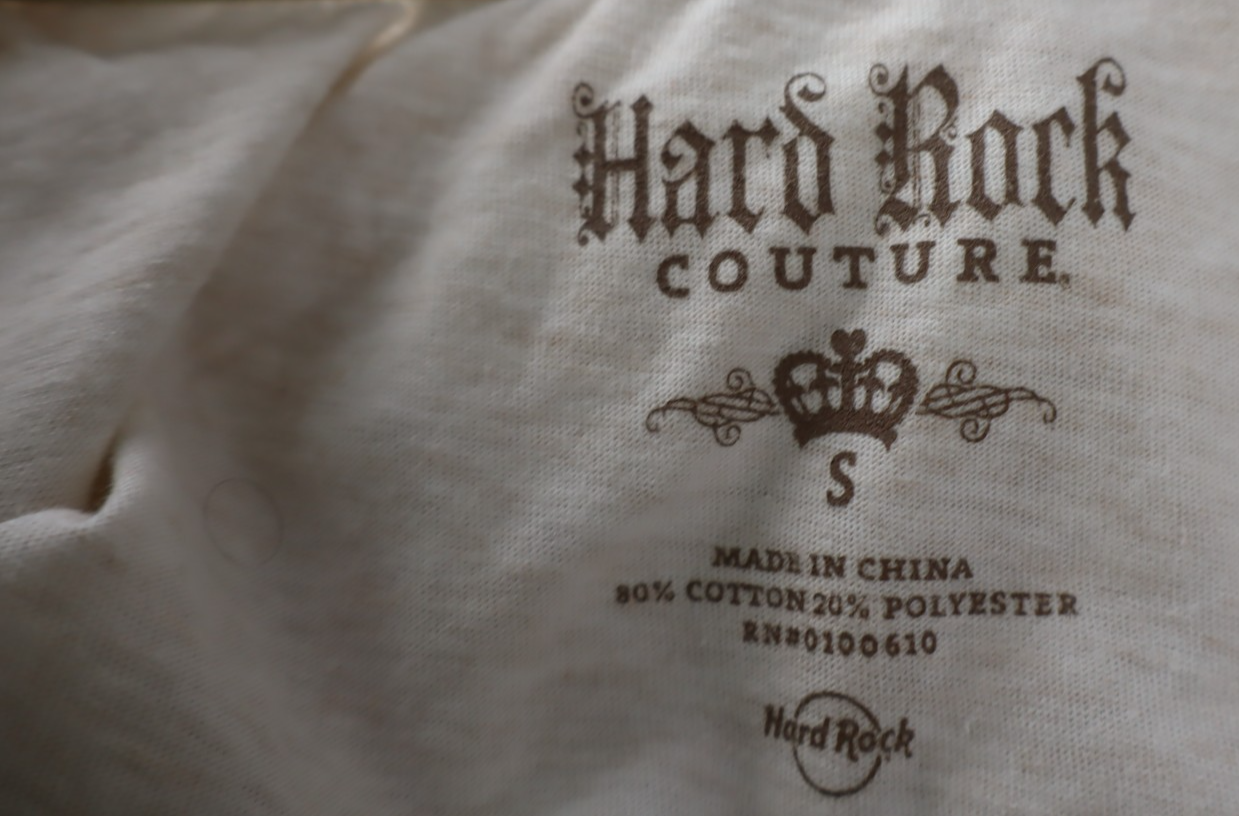 Hard Rock
COUTURE®
S
MADE IN CHINA
80% COTTON 20% POLYESTER
RN#0100610
Hard Rock